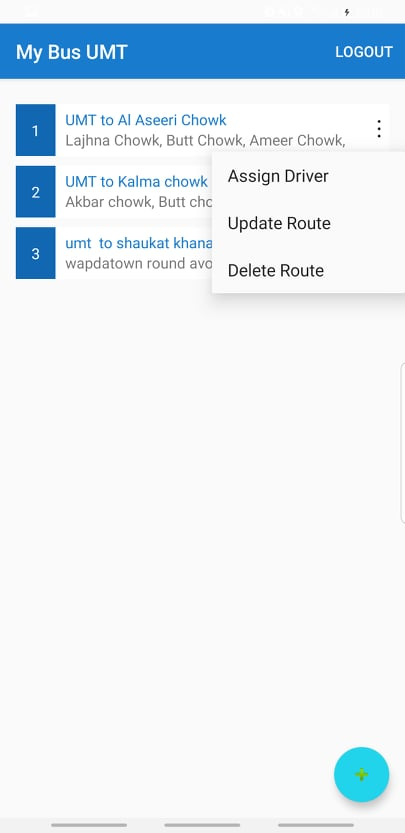 My Bus UMT
LOGOUT
1
UMT to Al Aseeri Chowk
Lajhna Chowk, Butt Chowk, Ameer Chowk,
Assign Driver
2
UMT to Kalma chowk
Akbar chowk, Butt cho
Update Route
3
umt to shaukat khana
wapdatown round avo
Delete Route